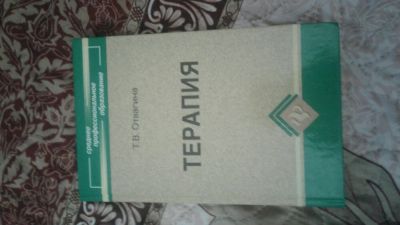 среднее
профессиональное
образование
Т.В. Отвагина
ТЕРАПИЯ